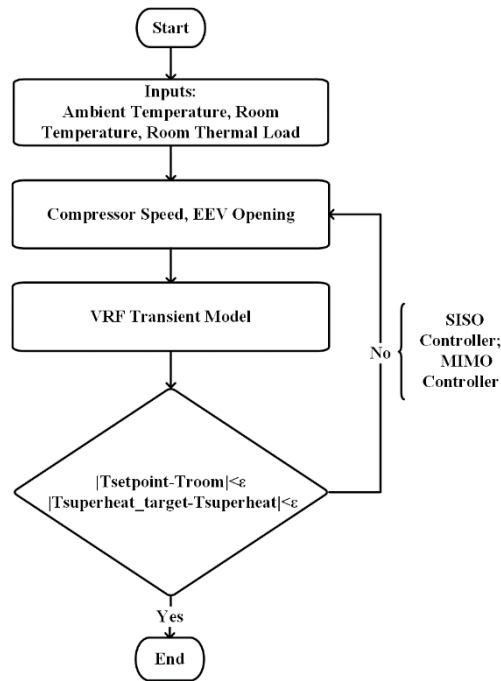 Start
Inputs:
Ambient Temperature, Room
Temperature, Room Thermal Load
Compressor Speed, EEV Opening
VRF Transient Model
SISO
Controller;
MIMO
Controller
No
|Tsetpoint-Troom|<ε
|Tsuperheat_target-Tsuperheat|<ε
Yes
End